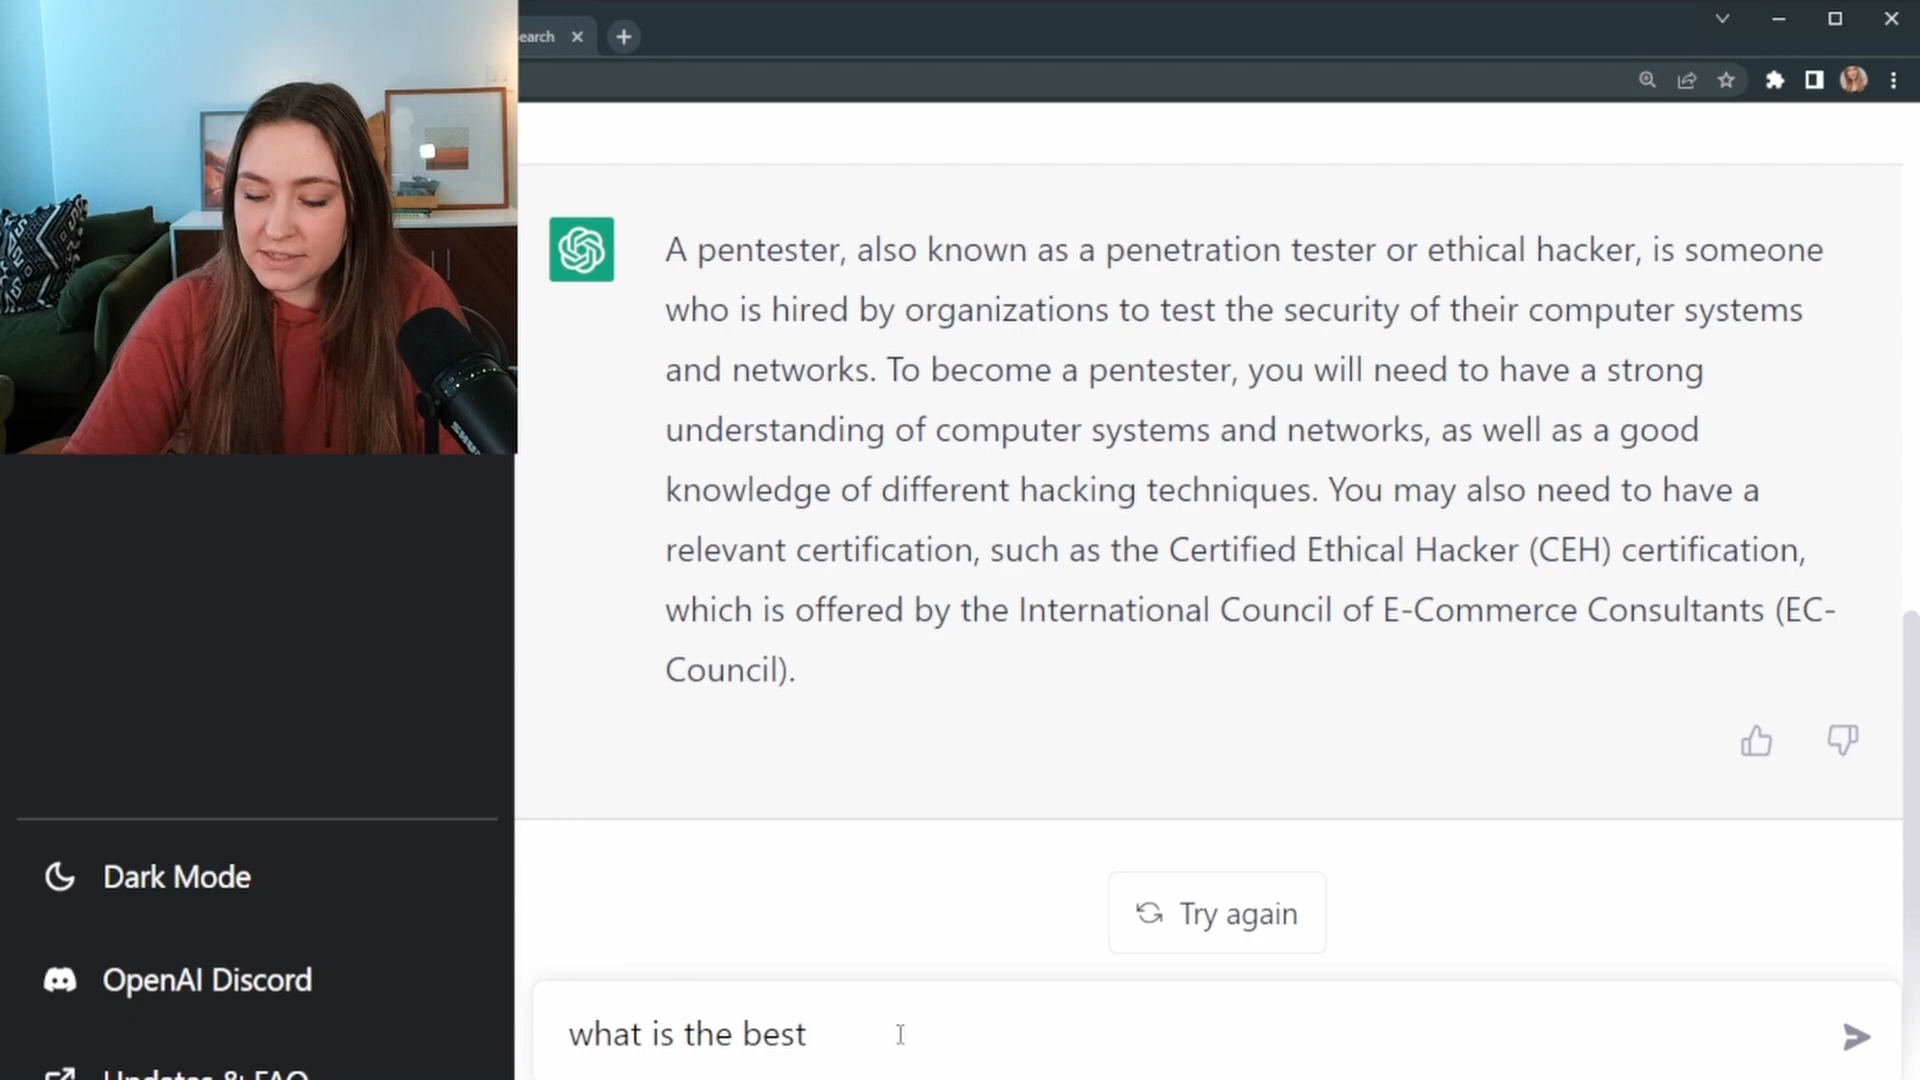 earch
A pentester, also known as a penetration tester or ethical hacker, is someone
who is hired by organizations to test the security of their computer systems
and networks. To become a pentester, you will need to have a strong
understanding of computer systems and networks, as well as a good
knowledge of different hacking techniques. You may also need to have a
relevant certification, such as the Certified Ethical Hacker (CEH) certification,
which is offered by the International Council of E-Commerce Consultants (EC-
Council).
Try again
what is the best
Dark Mode
OpenAI Discord
Updates & FAQ